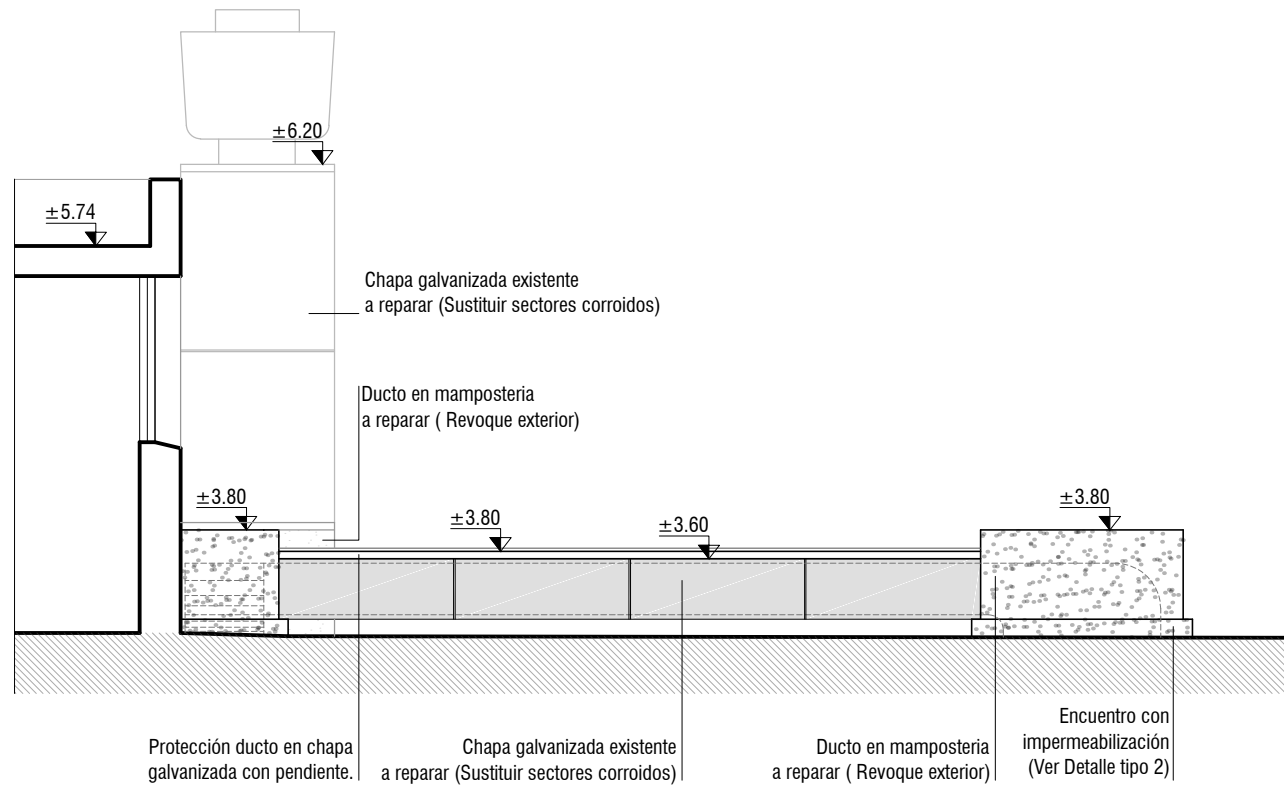 ±6.20
±5.74
Chapa galvanizada existente
a reparar (Sustituir sectores corroidos)
Ducto en mamposteria
a reparar ( Revoque exterior)
±3.80
±3.80
±3.60
±3.80
Protección ducto en chapa
galvanizada con pendiente.
Chapa galvanizada existente
a reparar (Sustituir sectores corroidos)
Ducto en mamposteria
a reparar ( Revoque exterior)
Encuentro con
impermeabilización
(Ver Detalle tipo 2)